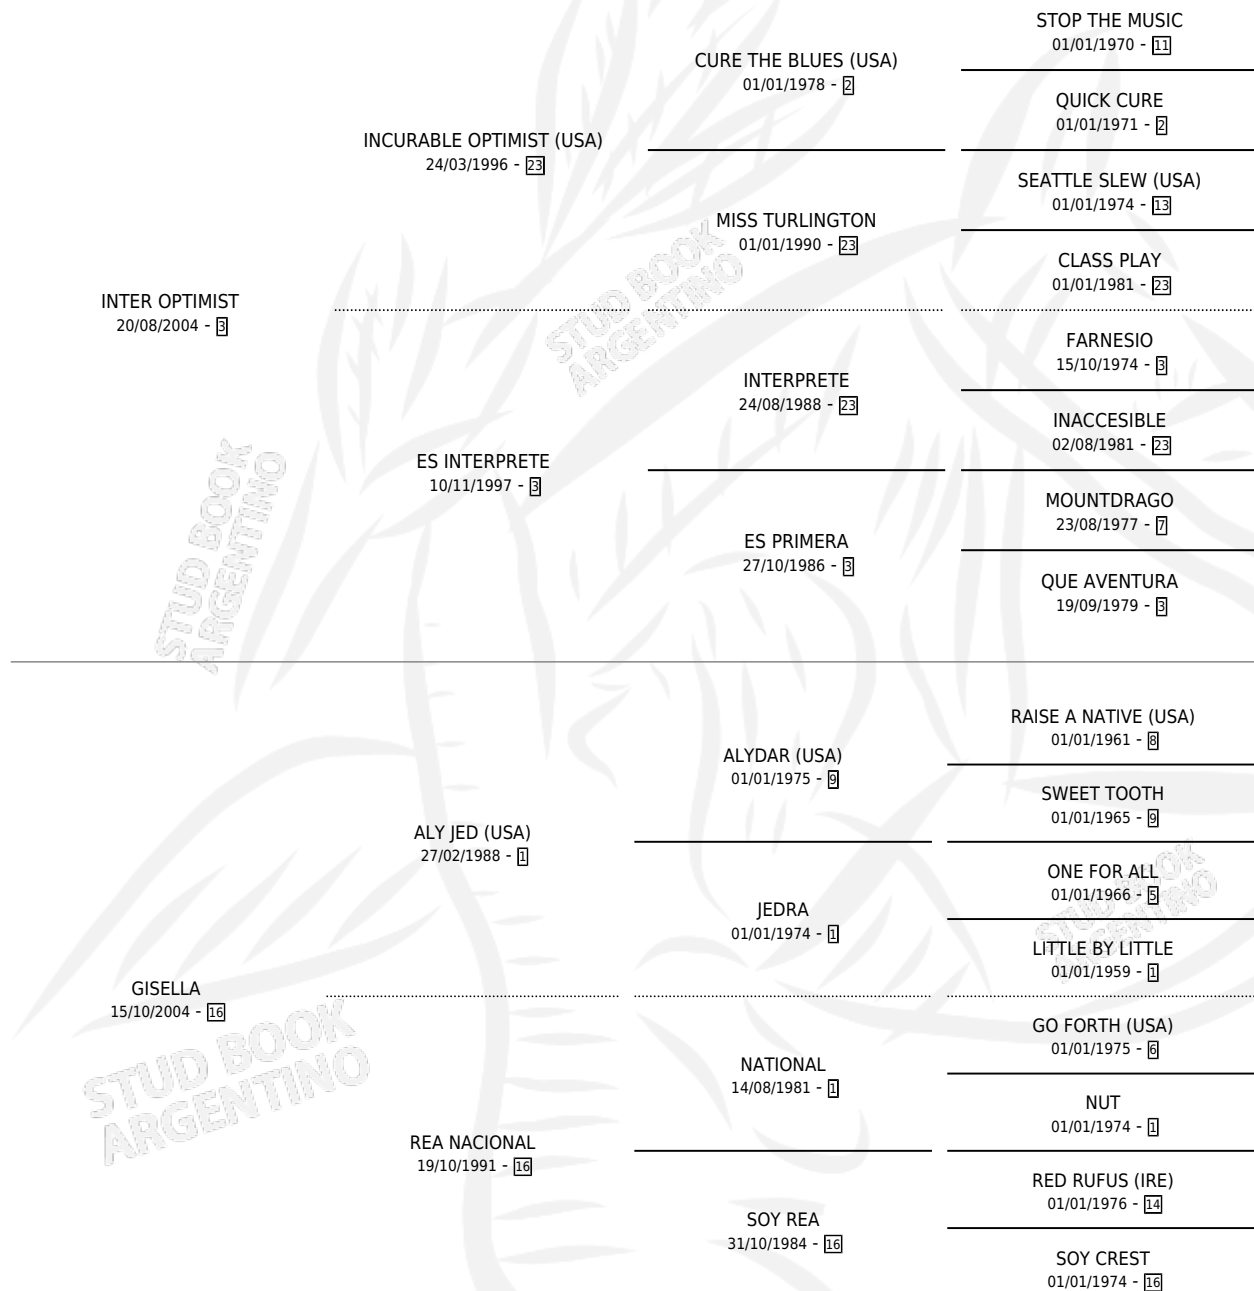 STOP THE MUSIC
01/01/1970 - 11
CURE THE BLUES (USA)
01/01/1978 - 2
QUICK CURE
01/01/1971 - 2
INCURABLE OPTIMIST (USA)
24/03/1996 - 23
SEATTLE SLEW (USA)
01/01/1974 - 13
MISS TURLINGTON
01/01/1990 - 23
CLASS PLAY
01/01/1981 - 23
INTER OPTIMIST
20/08/2004 - 3
STUD BOOK
ARGENTINO
FARNESIO
15/10/1974 - 3
INTERPRETE
24/08/1988 - 23
INACCESIBLE
02/08/1981 - 23
ES INTERPRETE
10/11/1997 - 3
MOUNTDRAGO
23/08/1977 - 7
ES PRIMERA
27/10/1986 - 3
QUE AVENTURA
19/09/1979 - 3
STUD BOOK
ARGENTINO
RAISE A NATIVE (USA)
01/01/1961 - 8
ALYDAR (USA)
01/01/1975 - 9
SWEET TOOTH
01/01/1965 - 9
ALY JED (USA)
27/02/1988 - 1
ONE FOR ALL
01/01/1966 - 5
JEDRA
01/01/1974 - 1
STUD BOOK
ARGENTINO
LITTLE BY LITTLE
01/01/1959 - 1
GISELLA
15/10/2004 - 16
GO FORTH (USA)
01/01/1975 - 6
NATIONAL
14/08/1981 - 1
STUD BOOK
ARGENTINO
NUT
01/01/1974 - 1
REA NACIONAL
19/10/1991 - 16
RED RUFUS (IRE)
01/01/1976 - 14
SOY REA
31/10/1984 - 16
SOY CREST
01/01/1974 - 16